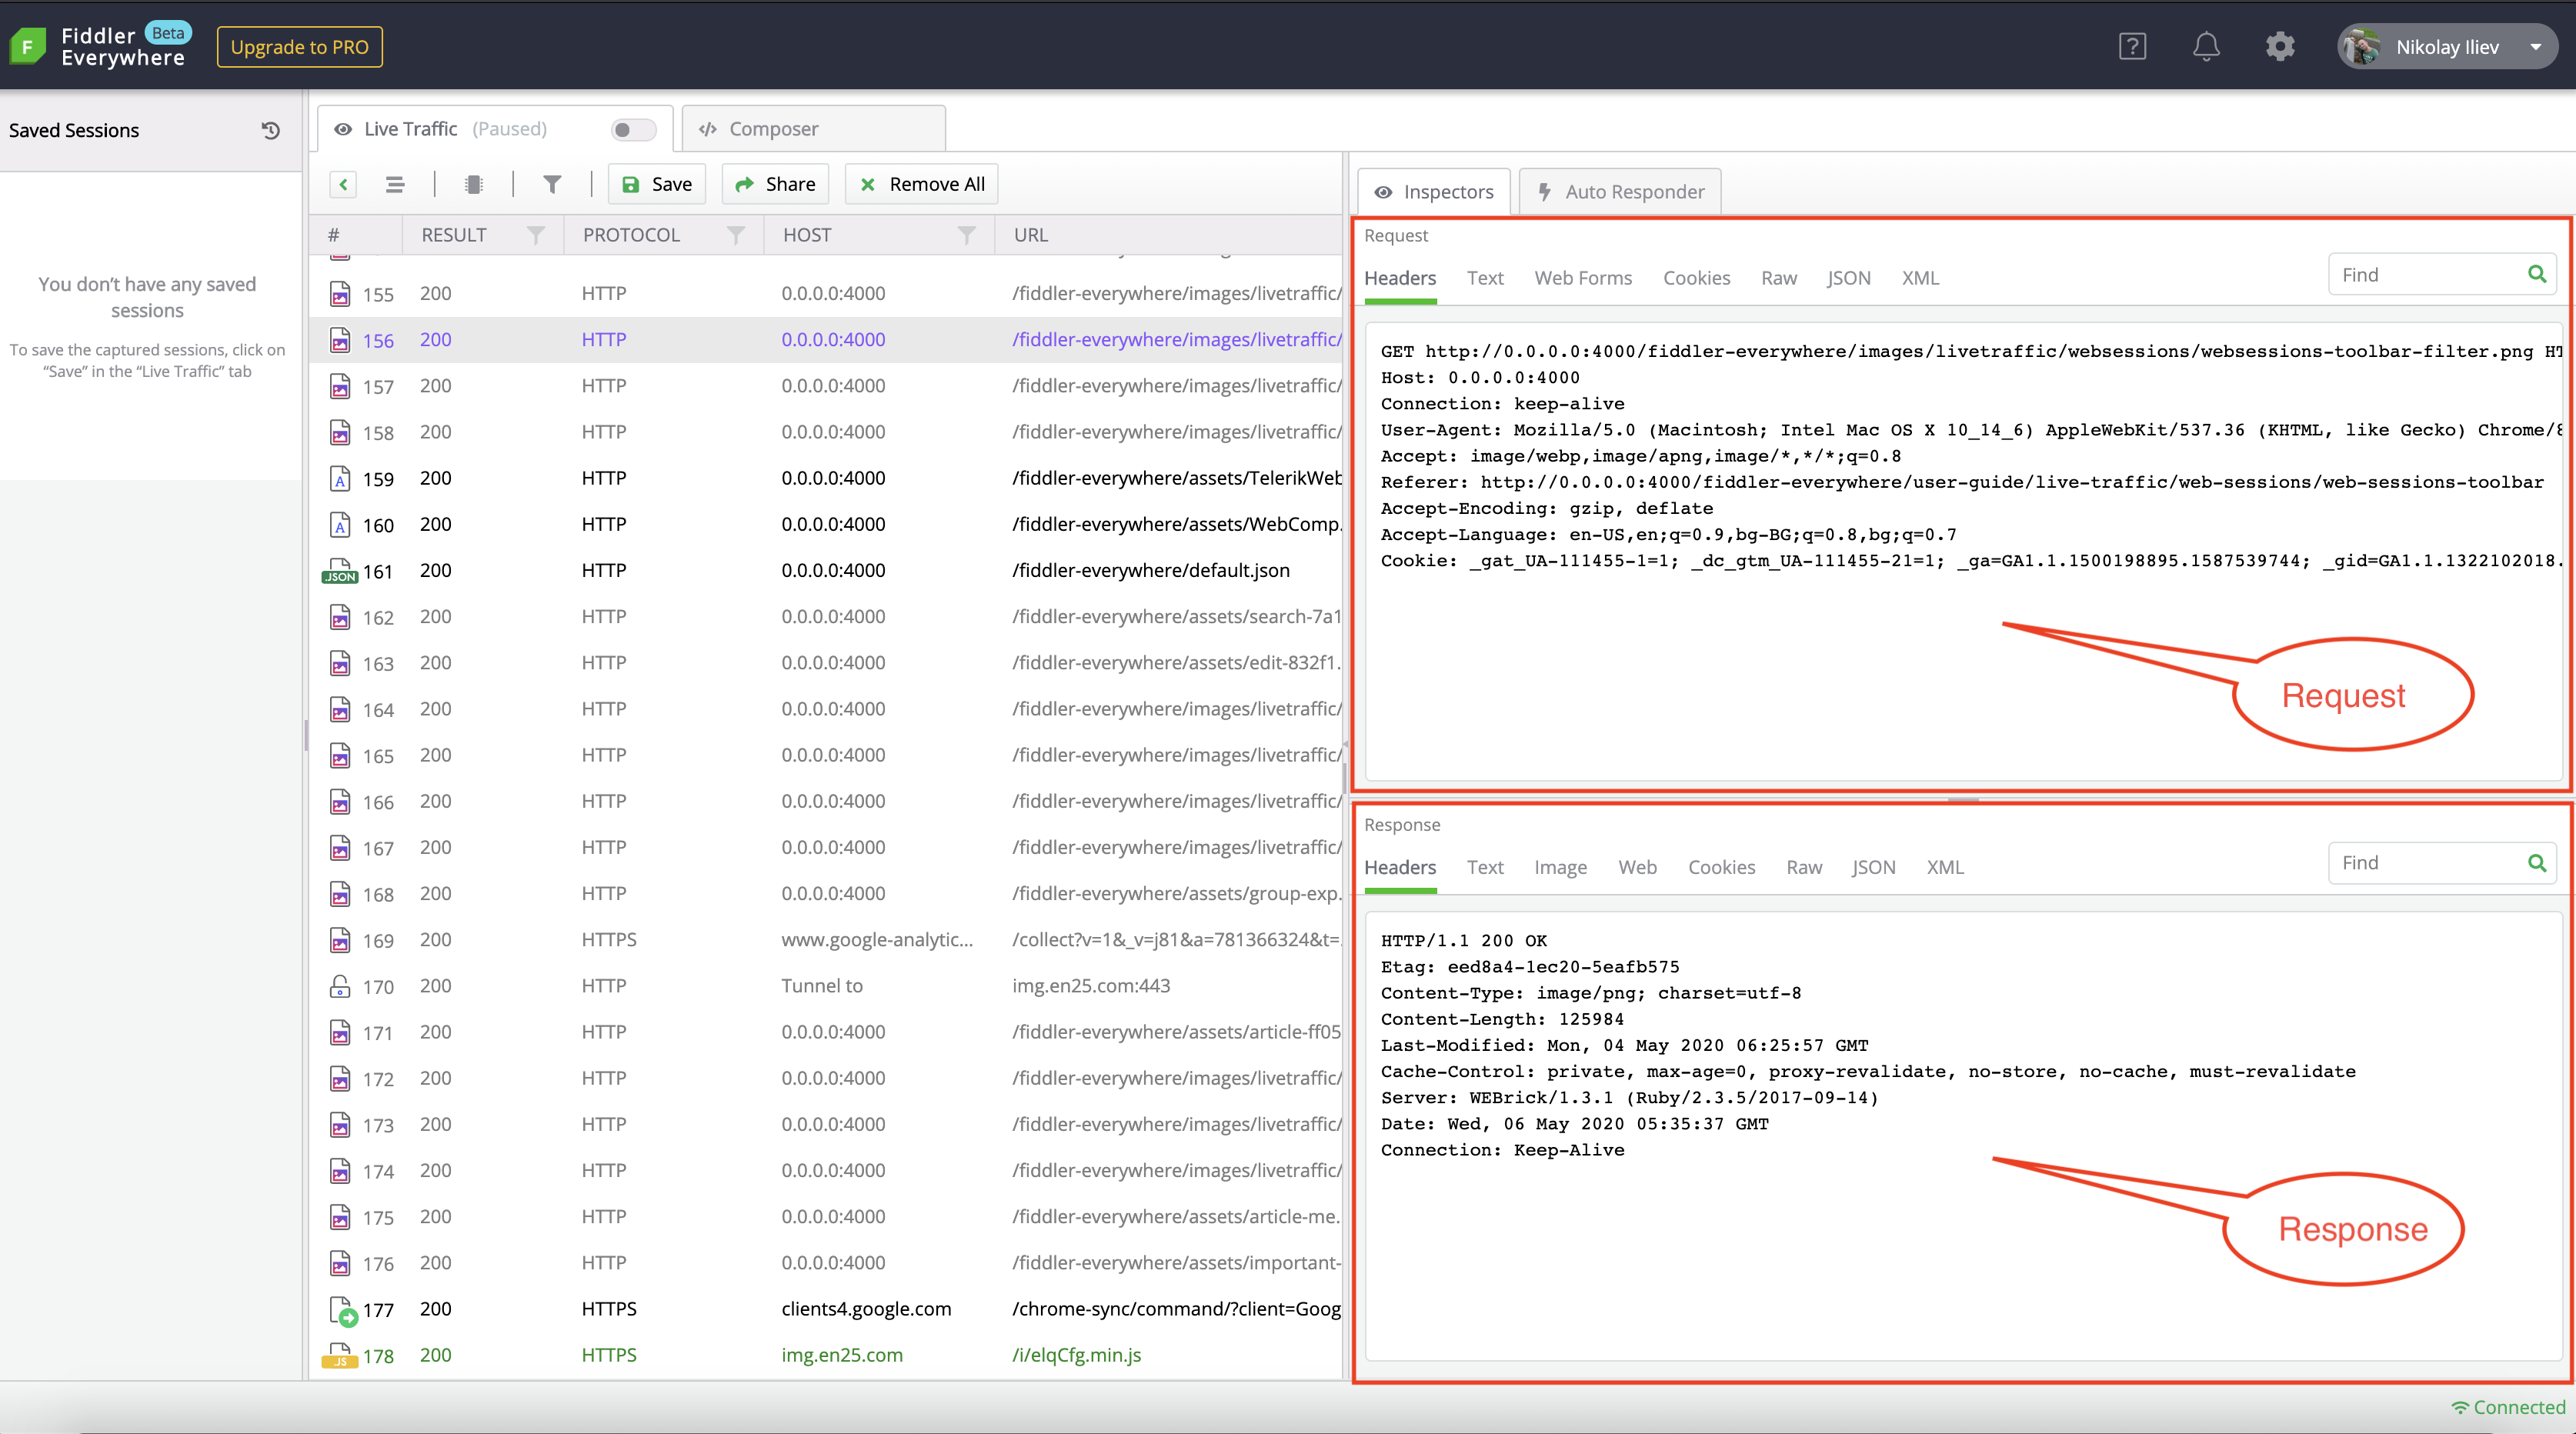 Fiddler Beta
Everywhere
Upgrade to PRO
Nikolay Iliev
Saved Sessions
You don't have any saved
sessions
To save the captured sessions, click on
“Save” in the “Live Traffic” tab
Live Traffic (Paused)
Composer
Save
Share
Remove All
# RESULT PROTOCOL HOST URL
155 200 HTTP 0.0.0.0:4000 /fiddler-everywhere/images/livetraffic/
156 200 HTTP 0.0.0.0:4000 /fiddler-everywhere/images/livetraffic/
157 200 HTTP 0.0.0.0:4000 /fiddler-everywhere/images/livetraffic/
158 200 HTTP 0.0.0.0:4000 /fiddler-everywhere/images/livetraffic/
A 159 200 HTTP 0.0.0.0:4000 /fiddler-everywhere/assets/TelerikWeb
A 160 200 HTTP 0.0.0.0:4000 /fiddler-everywhere/assets/WebComp.
.JSON 161 200 HTTP 0.0.0.0:4000 /fiddler-everywhere/default.json
162 200 HTTP 0.0.0.0:4000 /fiddler-everywhere/assets/search-7a1
163 200 HTTP 0.0.0.0:4000 /fiddler-everywhere/assets/edit-832f1.
164 200 HTTP 0.0.0.0:4000 /fiddler-everywhere/images/livetraffic/
165 200 HTTP 0.0.0.0:4000 /fiddler-everywhere/images/livetraffic/
166 200 HTTP 0.0.0.0:4000 /fiddler-everywhere/images/livetraffic/
167 200 HTTP 0.0.0.0:4000 /fiddler-everywhere/images/livetraffic/
168 200 HTTP 0.0.0.0:4000 /fiddler-everywhere/assets/group-exp.
169 200 HTTPS www.google-analytic... /collect?v=1&_v=j81&a=781366324&t=.
170 200 HTTP Tunnel to img.en25.com:443
171 200 HTTP 0.0.0.0:4000 /fiddler-everywhere/assets/article-ff05
172 200 HTTP 0.0.0.0:4000 /fiddler-everywhere/images/livetraffic/
173 200 HTTP 0.0.0.0:4000 /fiddler-everywhere/images/livetraffic/
174 200 HTTP 0.0.0.0:4000 /fiddler-everywhere/images/livetraffic/
175 200 HTTP 0.0.0.0:4000 /fiddler-everywhere/assets/article-me.
176 200 HTTP 0.0.0.0:4000 /fiddler-everywhere/assets/important-
177 200 HTTPS clients4.google.com /chrome-sync/command/?client=Goog
JS 178 200 HTTPS img.en25.com /i/elqCfg.min.js
Inspectors
Auto Responder
Request
Headers Text Web Forms Cookies Raw JSON XML
Find
GET http://0.0.0.0:4000/fiddler-everywhere/images/livetraffic/websessions/websessions-toolbar-filter.png HT
Host: 0.0.0.0:4000
Connection: keep-alive
User-Agent: Mozilla/5.0 (Macintosh; Intel Mac OS X 10_14_6) AppleWebKit/537.36 (KHTML, like Gecko) Chrome/8
Accept: image/webp,image/apng,image/*,*/*;q=0.8
Referer: http://0.0.0.0:4000/fiddler-everywhere/user-guide/live-traffic/web-sessions/web-sessions-toolbar
Accept-Encoding: gzip, deflate
Accept-Language: en-US,en;q=0.9,bg-BG;q=0.8,bg;q=0.7
Cookie: _gat_UA-111455-1=1; _dc_gtm_UA-111455-21=1; _ga=GA1.1.1500198895.1587539744; _gid=GA1.1.1322102018.
Request
Response
Headers Text Image Web Cookies Raw JSON XML
Find
HTTP/1.1 200 OK
Etag: eed8a4-1ec20-5eafb575
Content-Type: image/png; charset=utf-8
Content-Length: 125984
Last-Modified: Mon, 04 May 2020 06:25:57 GMT
Cache-Control: private, max-age=0, proxy-revalidate, no-store, no-cache, must-revalidate
Server: WEBrick/1.3.1 (Ruby/2.3.5/2017-09-14)
Date: Wed, 06 May 2020 05:35:37 GMT
Connection: Keep-Alive
Response
Connected